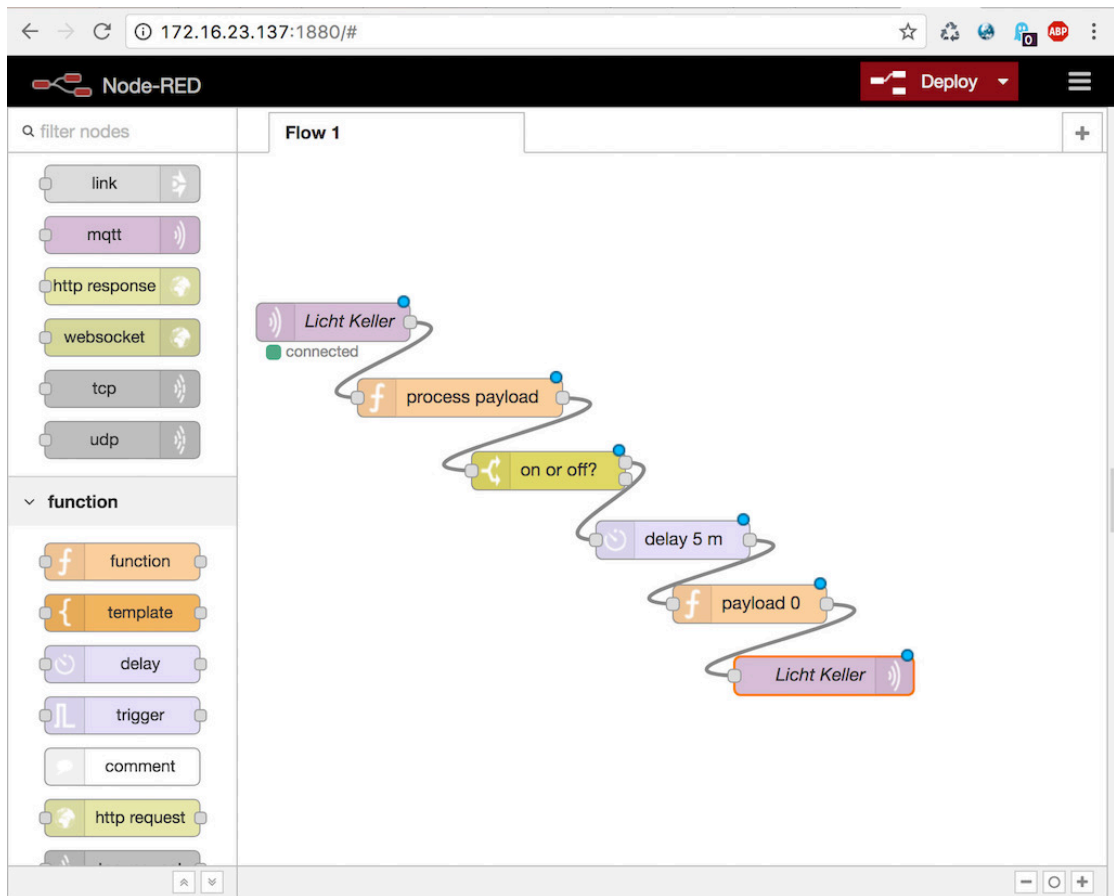 172.16.23.137:1880/#
0
ABP
Node-RED
Deploy
filter nodes
Flow 1
link
mqtt
http response
websocket
tcp
udp
function
function
template
delay
trigger
comment
http request
Licht Keller
connected
process payload
on or off?
delay 5 m
payload 0
Licht Keller